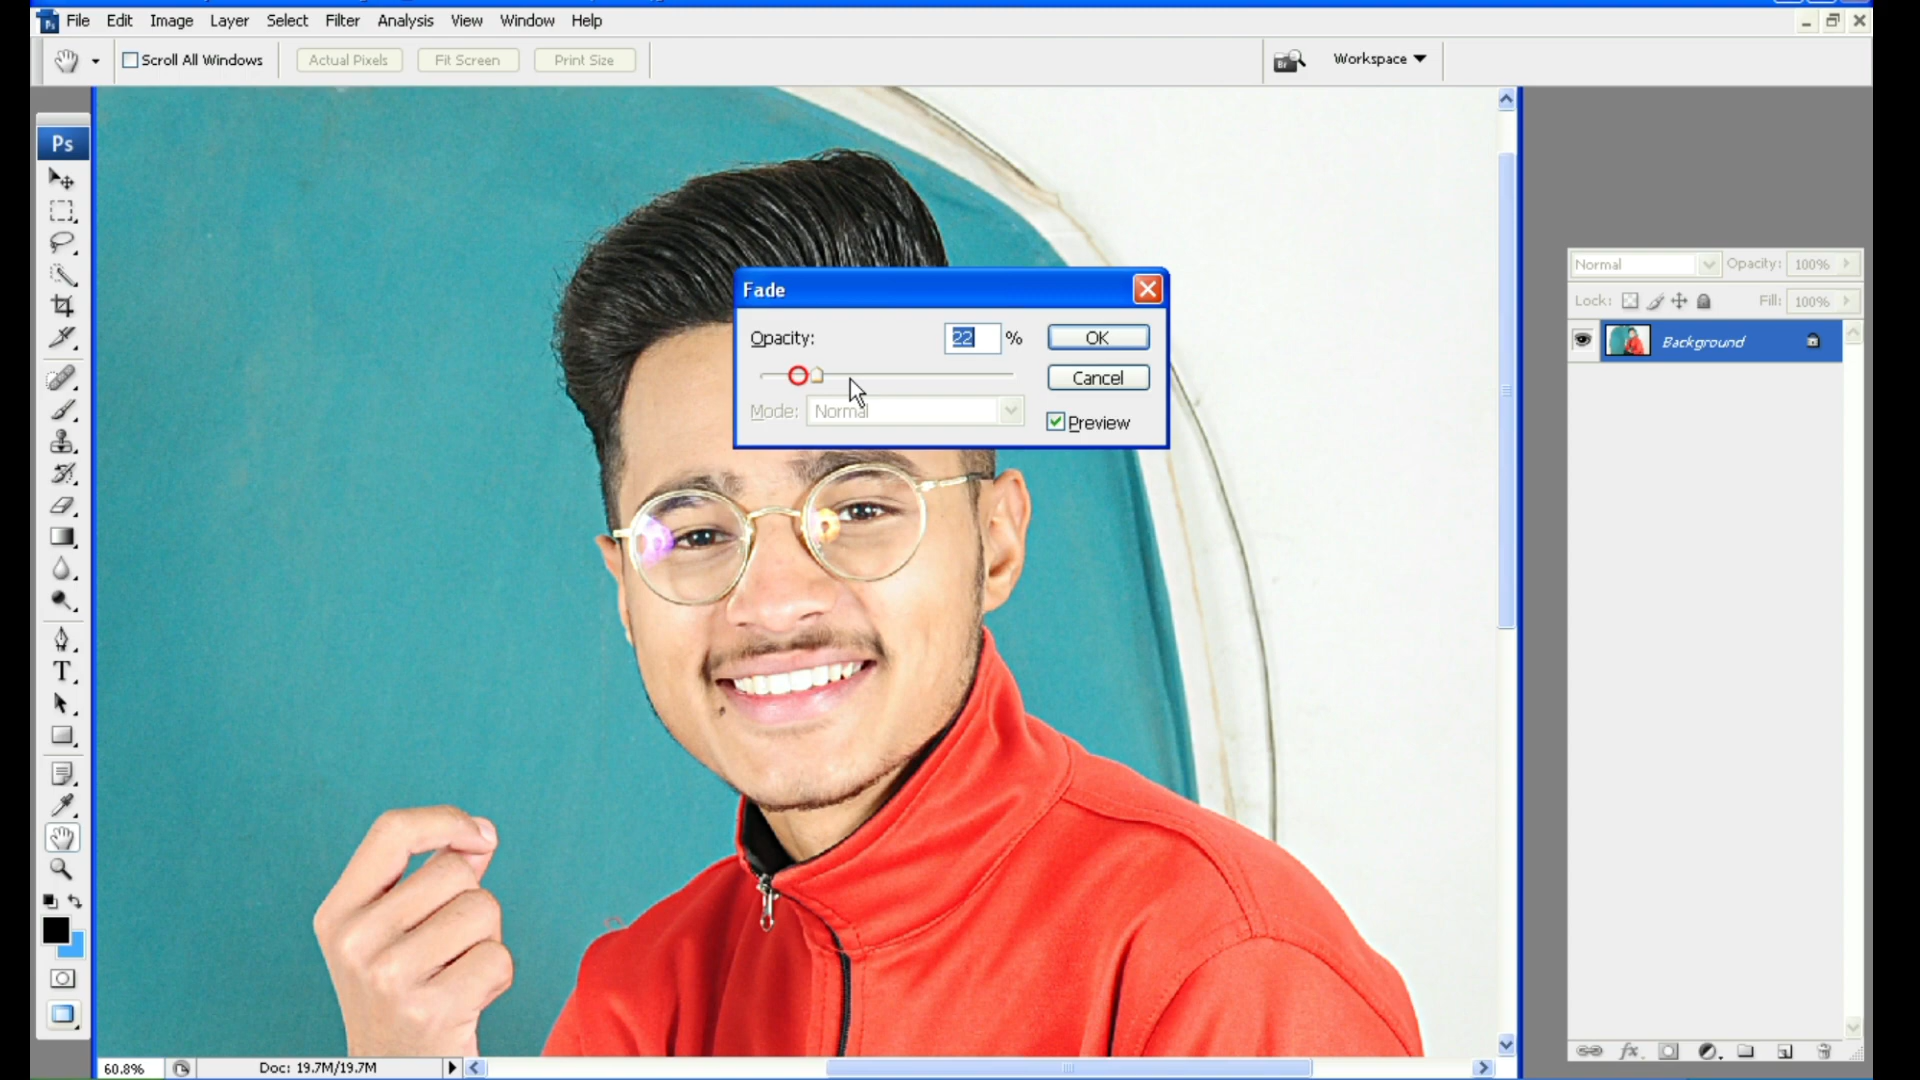 File Edit Image Layer Select Filter Analysis View Window Help
Scroll All Windows Actual Pixels Fit Screen Print Size Br Workspace
Ps
Normal Opacity: 100%
Lock: Fill: 100%
Background
Fade
Opacity: 22 % OK
Cancel
Mode: Normal
Preview
T
fx
60.8% Doc: 19.7M/19.7M